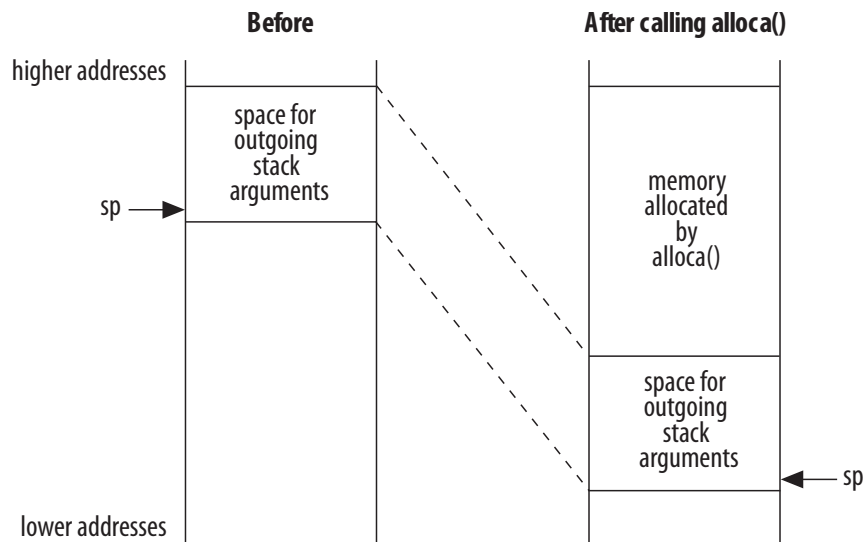 Before
After calling alloca()
higher addresses
space for
outgoing
stack
arguments
sp
memory
allocated
by
alloca()
space for
outgoing
stack
arguments
sp
lower addresses